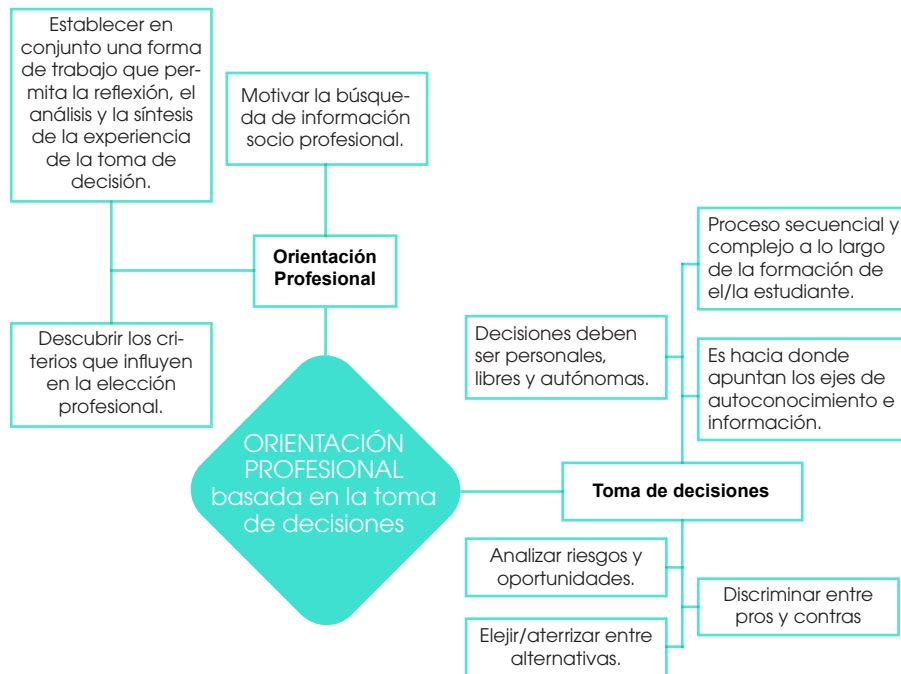 Establecer en
conjunto una forma
de trabajo que per-
mita la reflexión, el
análisis y la síntesis
de la experiencia
de la toma de
decisión.
Motivar la búsque-
da de información
socio profesional.
Orientación
Profesional
Descubrir los cri-
terios que influyen
en la elección
profesional.
ORIENTACIÓN
PROFESIONAL
basada en la toma
de decisiones
Proceso secuencial y
complejo a lo largo
de la formación de
el/la estudiante.
Decisiones deben
ser personales,
libres y autónomas.
Es hacia donde
apuntan los ejes de
autoconocimiento e
información.
Toma de decisiones
Analizar riesgos y
oportunidades.
Discriminar entre
pros y contras
Elejir/aterrizar entre
alternativas.